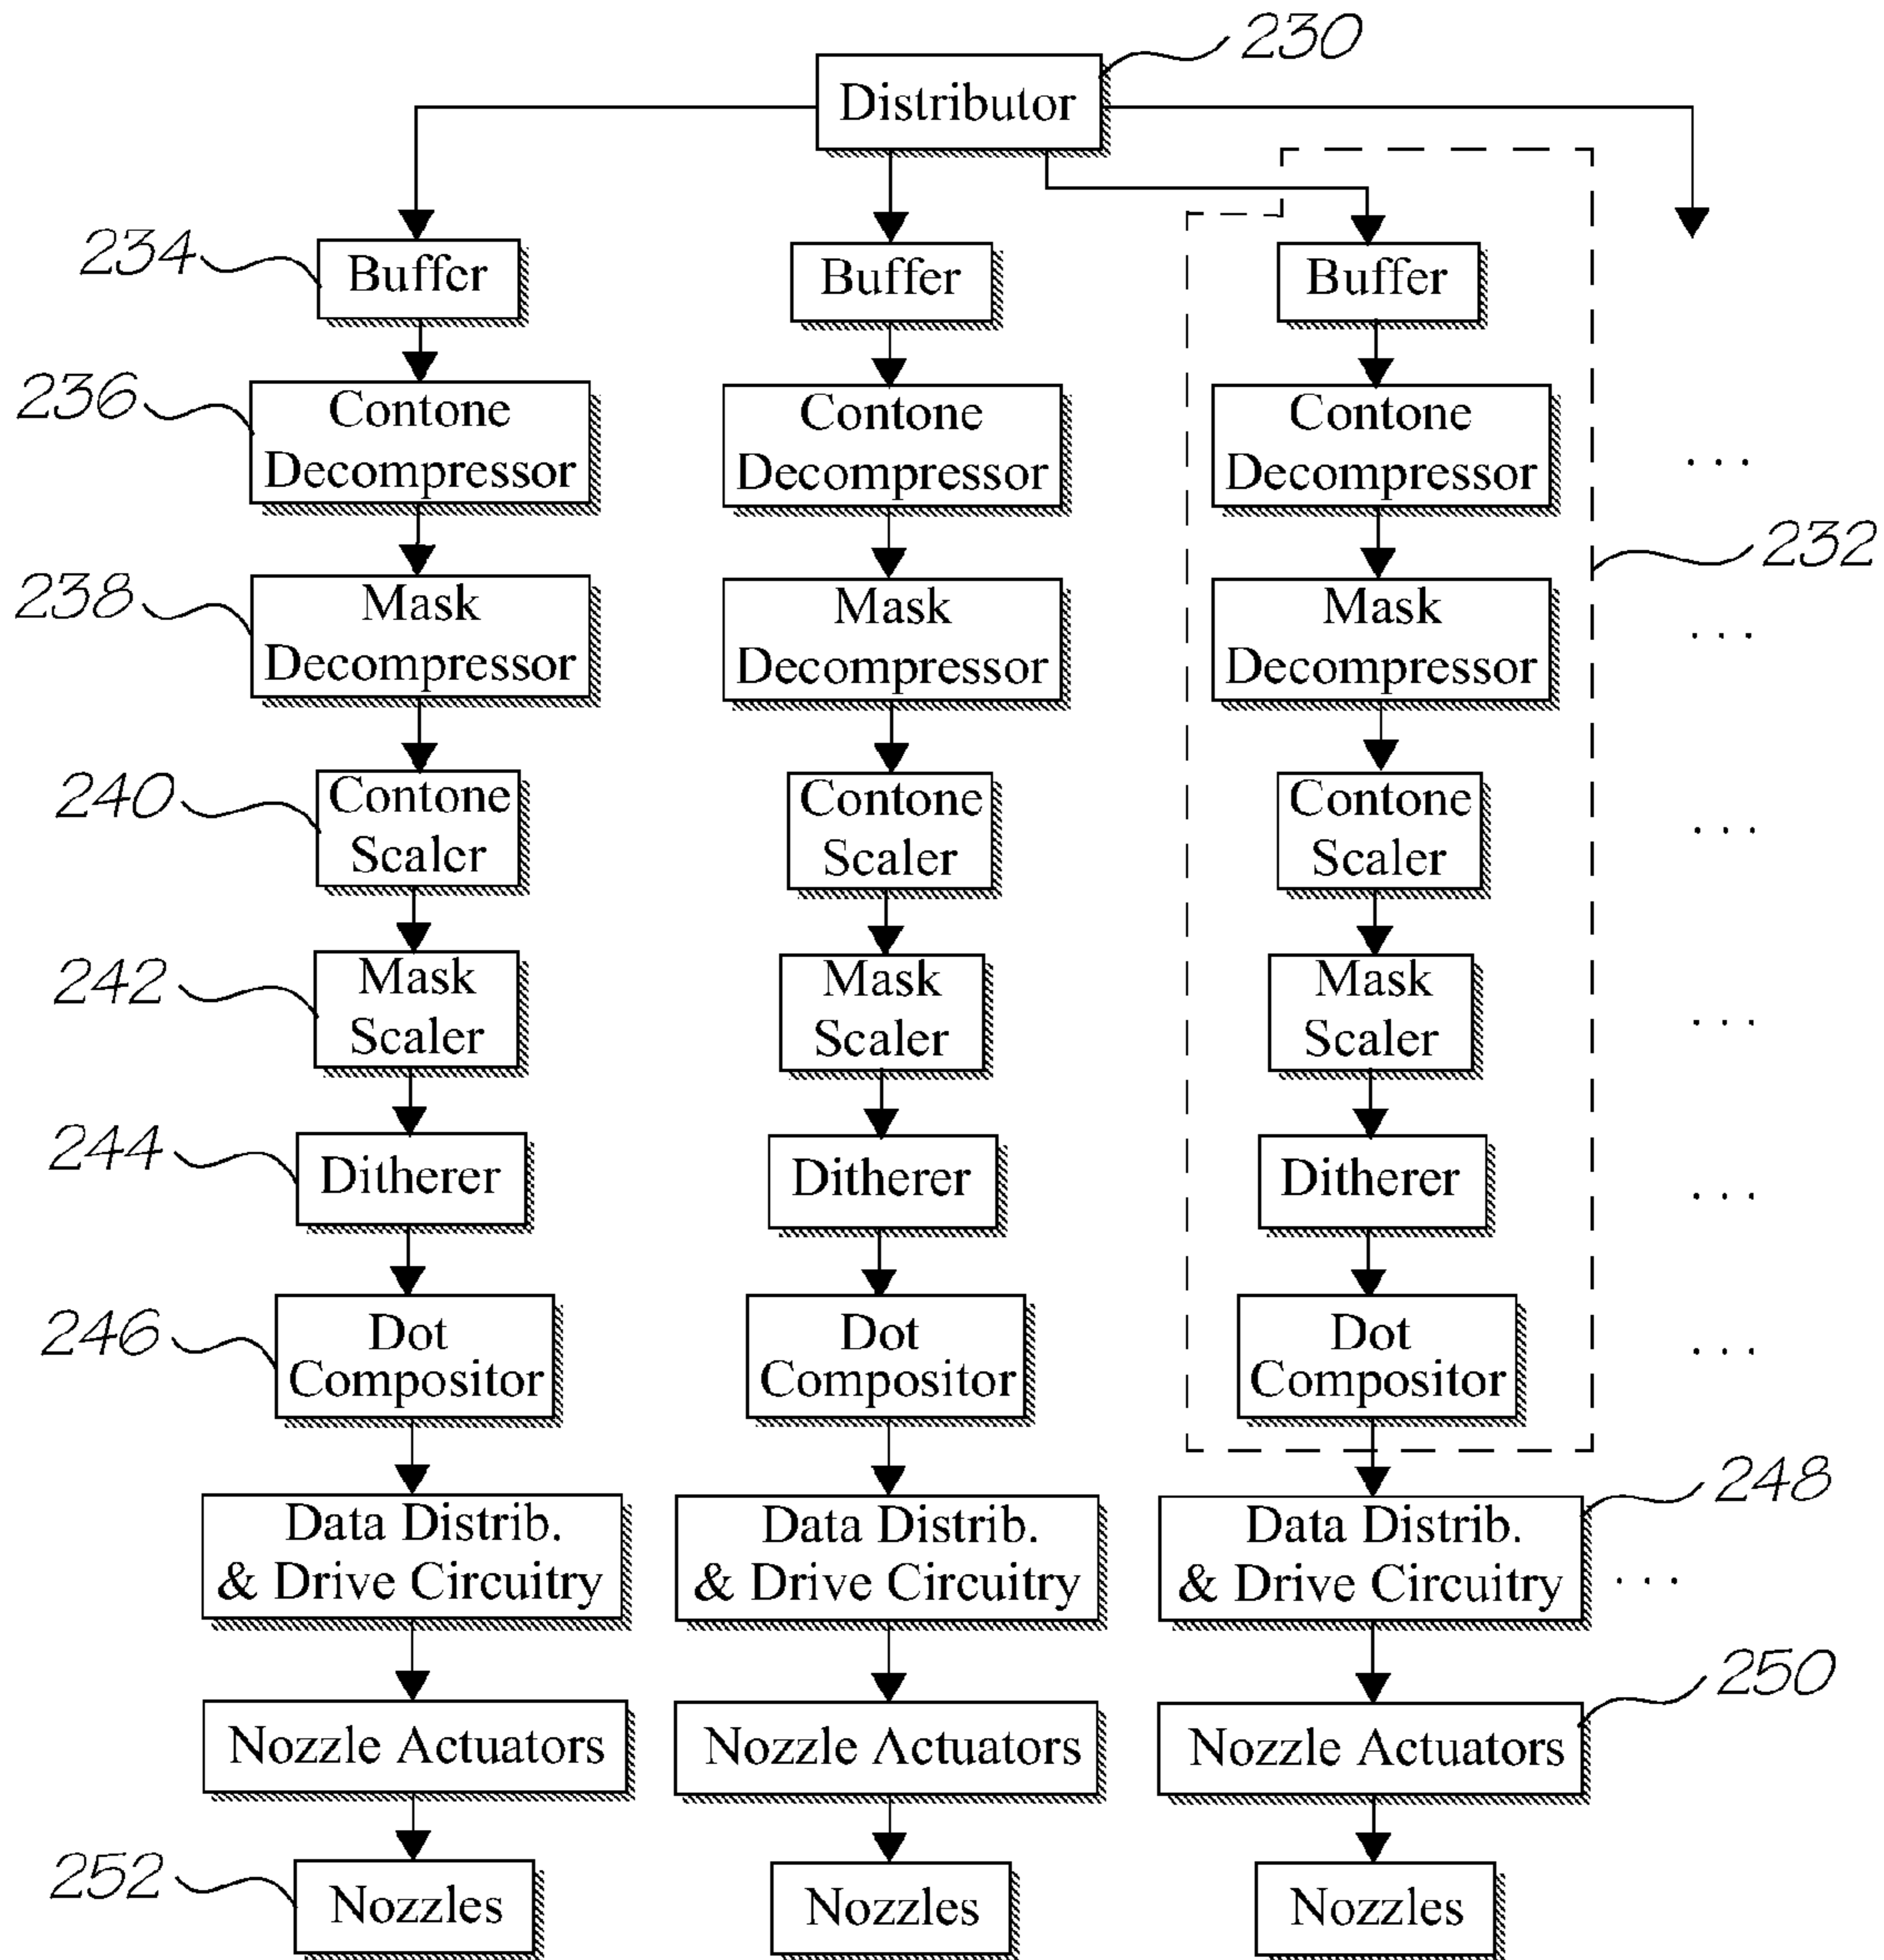 230
Distributor
234
Buffer
Buffer
Buffer
236
Contone
Decompressor
Contone
Decompressor
Contone
Decompressor
...
232
238
Mask
Decompressor
Mask
Decompressor
Mask
Decompressor
...
240
Contone
Scaler
Contone
Scaler
Contone
Scaler
...
242
Mask
Scaler
Mask
Scaler
Mask
Scaler
...
244
Ditherer
Ditherer
Ditherer
...
246
Dot
Compositor
Dot
Compositor
Dot
Compositor
...
248
Data Distrib.
& Drive Circuitry
Data Distrib.
& Drive Circuitry
Data Distrib.
& Drive Circuitry
...
250
Nozzle Actuators
Nozzle Actuators
Nozzle Actuators
252
Nozzles
Nozzles
Nozzles